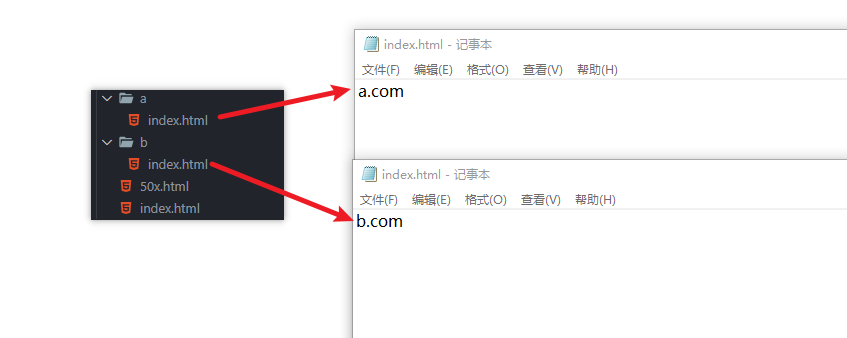 a
index.html
b
index.html
50x.html
index.html
index.html - 记事本
文件(F) 编辑(E) 格式(O) 查看(V) 帮助(H)
a.com
index.html - 记事本
文件(F) 编辑(E) 格式(O) 查看(V) 帮助(H)
b.com